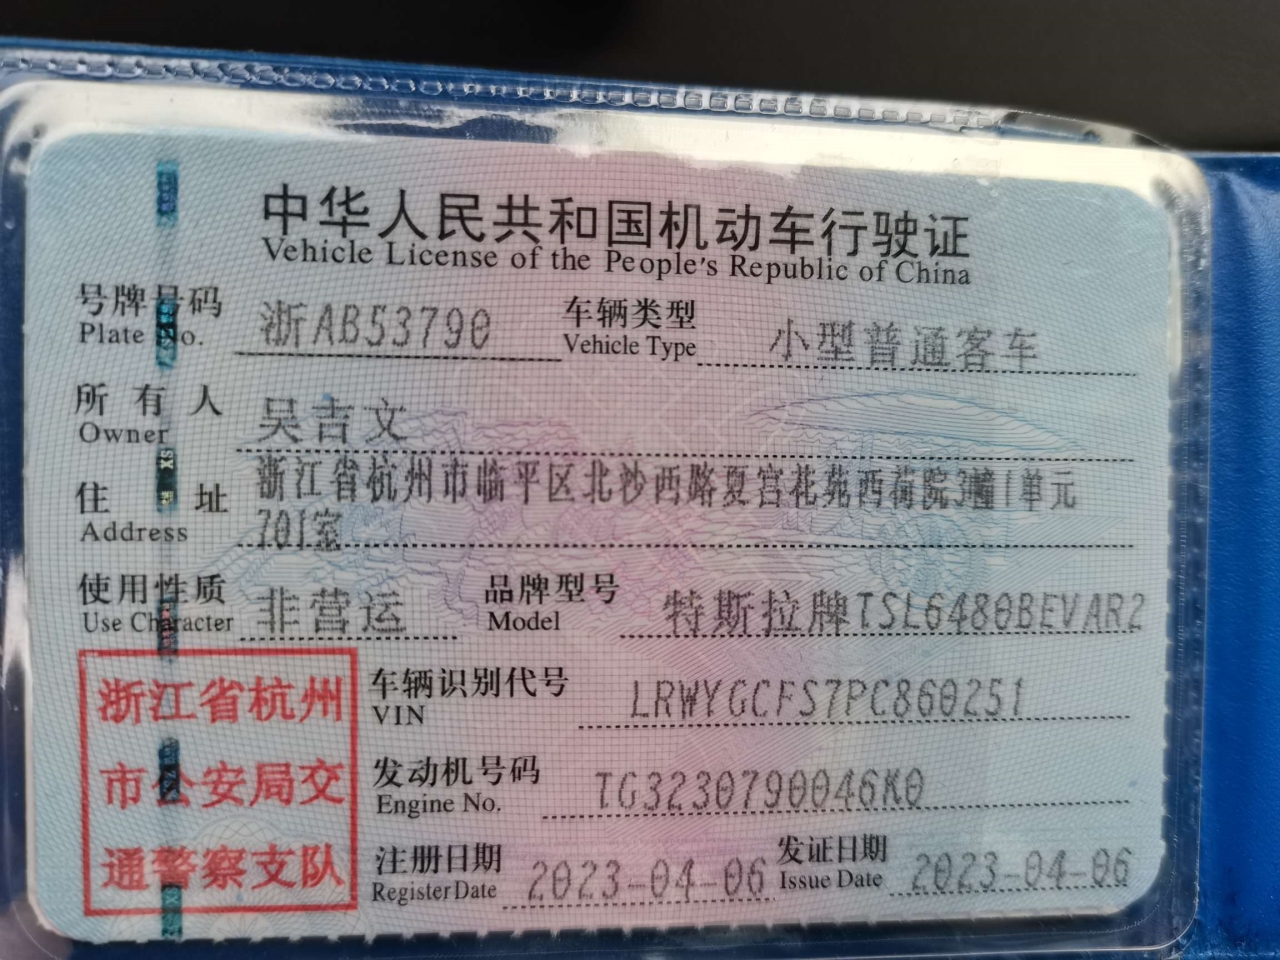 中华人民共和国机动车行驶证
Vehicle License of the People's Republic of China
号牌号码 浙AB53790 车辆类型 小型普通客车
Plate No. Vehicle Type
所有人 吴吉文
Owner
住址 浙江省杭州市临平区北沙西路夏宫花苑西荷院3幢1单元
Address 701室
使用性质 非营运 品牌型号 特斯拉牌TSL6480BEVAR2
Use Character Model
浙江省杭州
市公安局交
通警察支队
车辆识别代号 LRWYGCFS7PC860251
VIN
发动机号码 TG3230790046K0
Engine No.
注册日期 2023-04-06 发证日期 2023-04-06
Register Date Issue Date